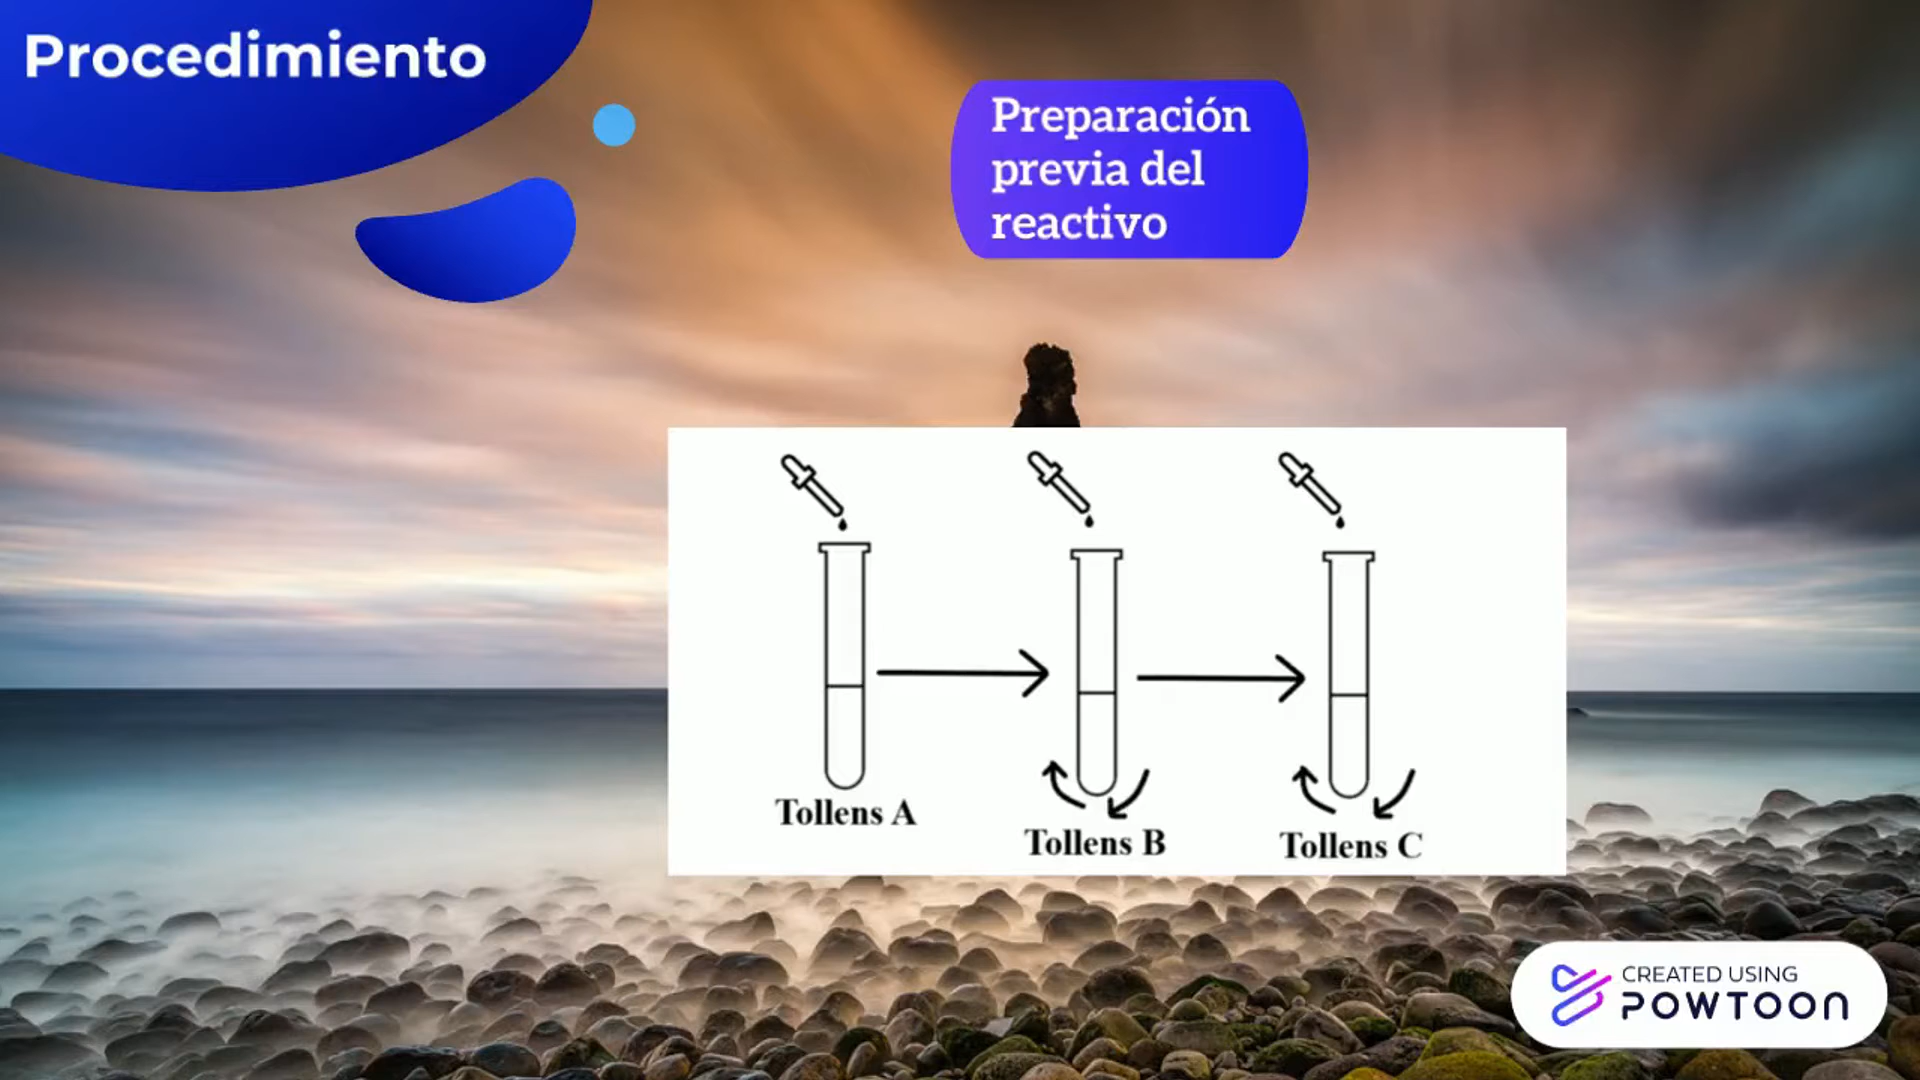 Procedimiento
Preparación
previa del
reactivo
Tollens A
Tollens B
Tollens C
CREATED USING
POWTOON